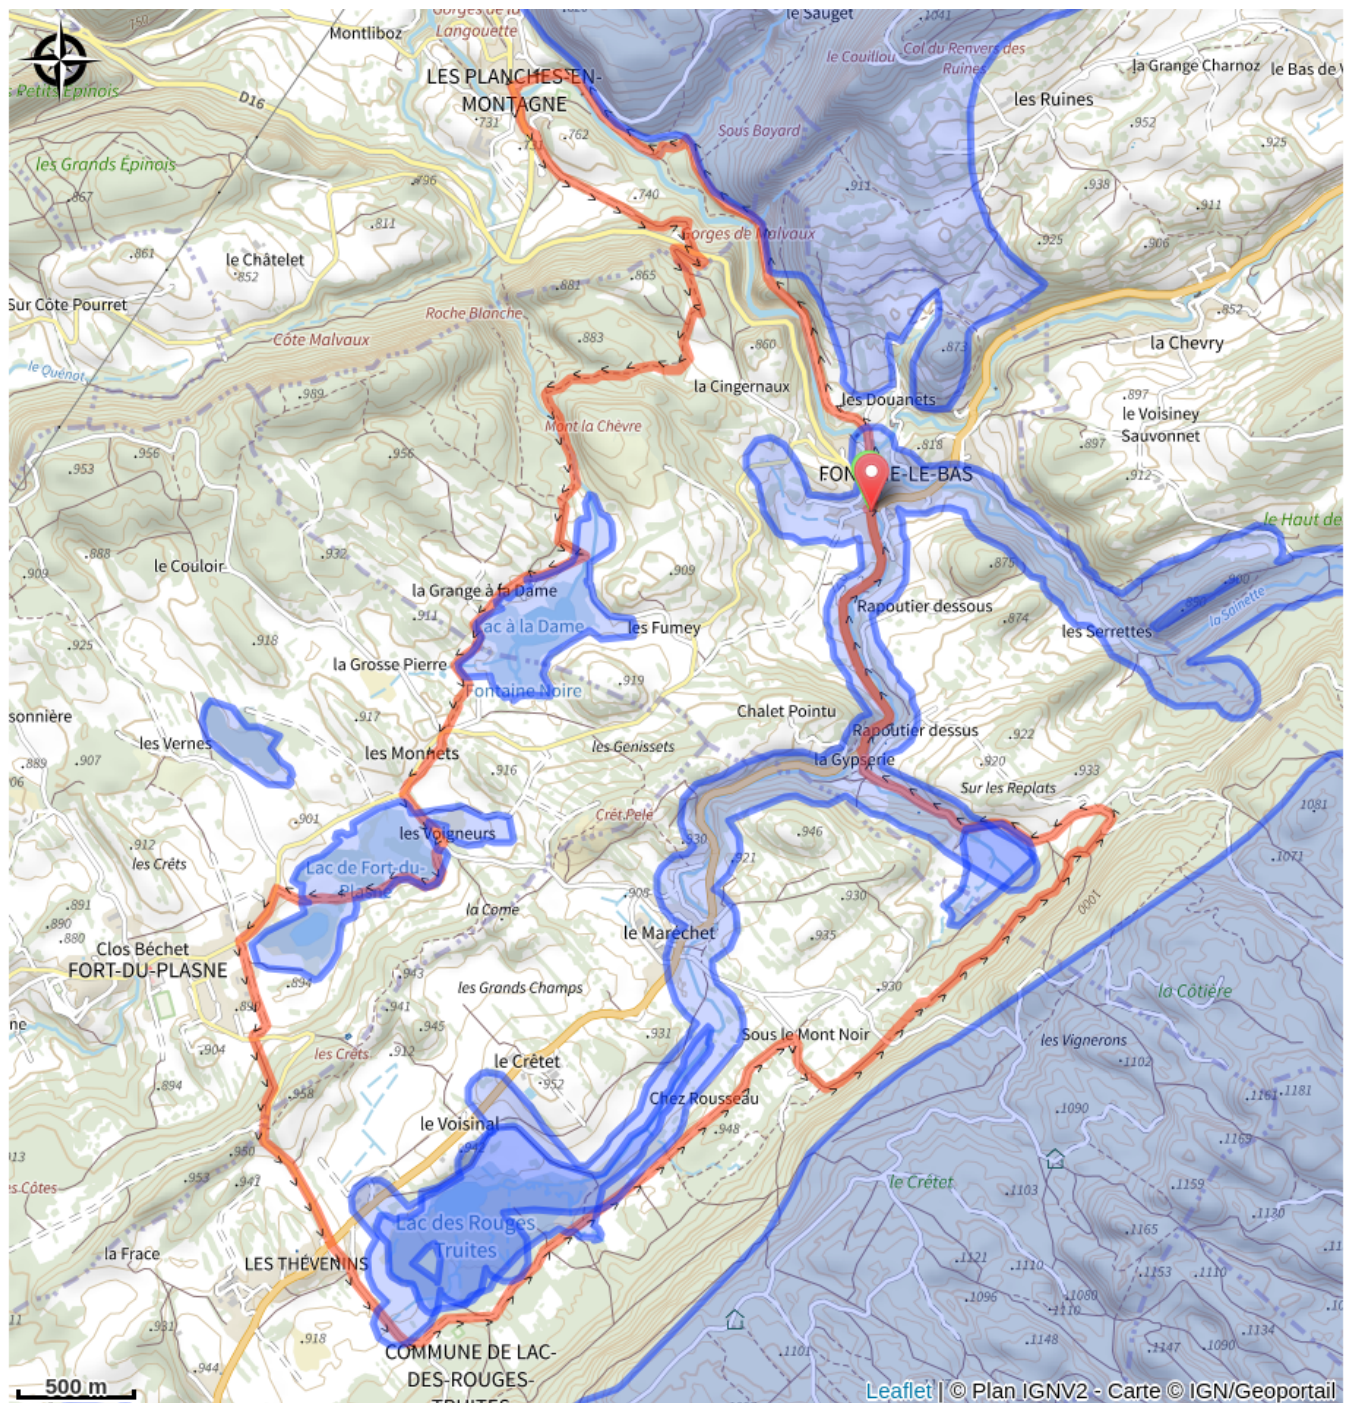 le Sauget
.1041
Gorges de la
Langouette
Montliboz
Col du Renvers des
Ruines
le Couillou
la Grange Charnoz
le Bas de
Petits Épinois
D16
LES PLANCHES-EN-
MONTAGNE
.731
.762
les Ruines
.952
.925
Sous Bayard
les Grands Épinois
.867
.796
.740
.911
.938
.911
.811
Gorges de Malvaux
.925
.906
.861
le Châtelet
.852
.865
.881
Sur Côte Pourret
Roche Blanche
.852
Côte Malvaux
.883
.860
.873
la Chevry
le Quénot
la Cingernaux
les Douanets
.989
.897
le Voisiney
Sauvonnet
Mont la Chèvre
.818
.897
.956
.956
.953
.912
LE-BAS
le Haut de
.888
.932
le Couloir
.909
.909
.875
.900
la Grange à la Dame
.911
Rapoutier dessous
la Sainette
.874
Lac à la Dame
les Fumey
les Serrettes
.918
.925
la Grosse Pierre
.919
Fontaine Noire
sonnière
.917
Chalet Pointu
les Vernes
les Genissets
Rapoutier dessus
.922
les Monnets
la Gypserie
.889
.907
.916
.920
.933
Sur les Replats
1081
.901
Crêt Pelé
les Voigneurs
.930
.946
.912
les Crêts
.921
.1071
Lac de Fort-du-
Plasne
.908
.930
.891
la Come
1000
.890
.880
le Marechet
.935
Clos Béchet
FORT-DU-PLASNE
.943
.894
les Grands Champs
.930
la Côtière
.941
.945
.931
Sous le Mont Noir
les Vignerons
.904
les Crêts
.912
le Crêtet
.1102
.894
.958
.952
Chez Rousseau
.1161
.1181
.1090
le Voisinal
.948
.942
.950
.1169
.953
.941
le Crêtet
.1159
s Côtes
.1103
Lac des Rouges
Truites
.1130
.1165
la Frace
LES THÉVENINS
.1121
.1110
.1153
.1110
.1096
.1080
.1110
.931
.918
.1134
.1148
.1147
.1090
COMMUNE DE LAC-
DES-ROUGES-
TRUITES
.1101
.944
500 m
Leaflet | © Plan IGNV2 - Carte © IGN/Geoportail